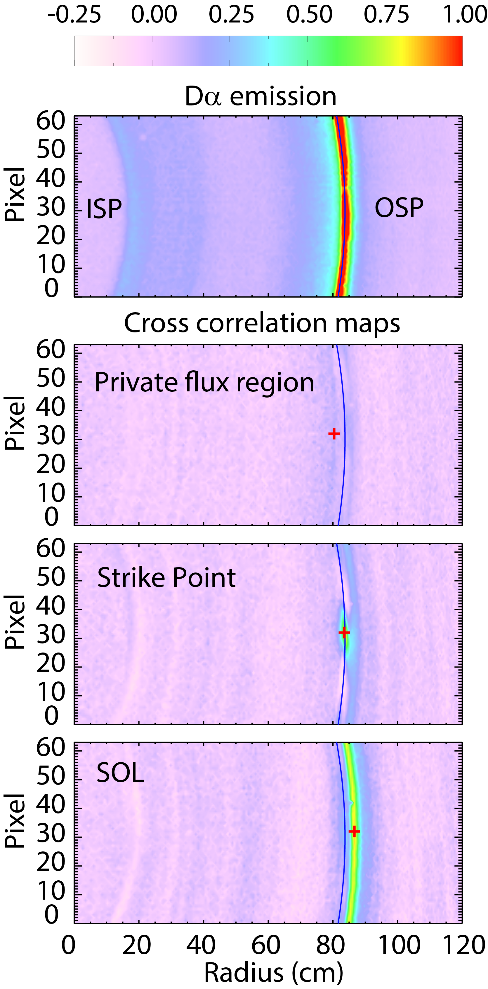 -0.25 0.00 0.25 0.50 0.75 1.00
Dα emission
60
50
40
30
20
10
0
Pixel
ISP
OSP
Cross correlation maps
60
50
40
30
20
10
0
Pixel
Private flux region
60
50
40
30
20
10
0
Pixel
Strike Point
60
50
40
30
20
10
0
Pixel
SOL
0 20 40 60 80 100 120
Radius (cm)